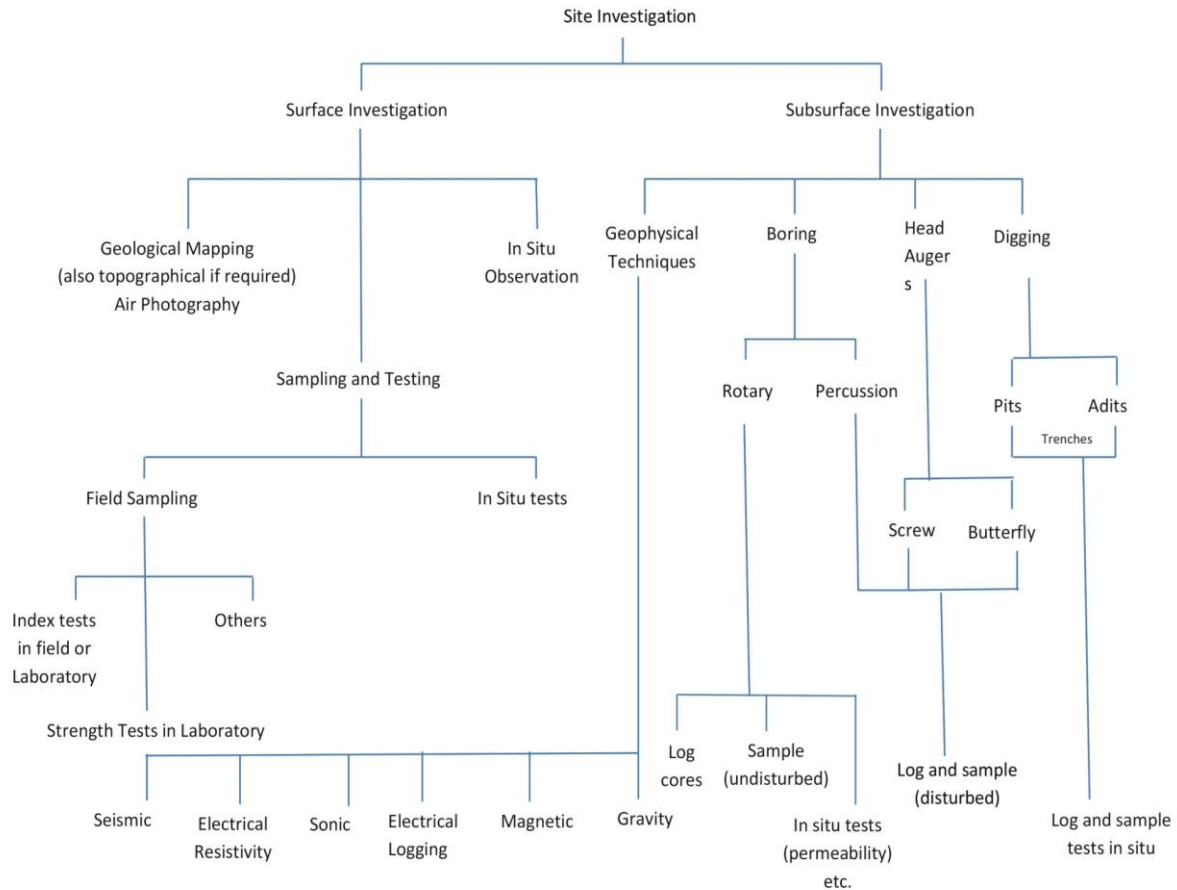 Site Investigation
Surface Investigation
Subsurface Investigation
Geological Mapping
(also topographical if required)
Air Photography
In Situ
Observation
Geophysical
Techniques
Boring
Head
Auger
s
Digging
Sampling and Testing
Rotary
Percussion
Pits
Adits
Trenches
Field Sampling
In Situ tests
Screw
Butterfly
Index tests
in field or
Laboratory
Others
Strength Tests in Laboratory
Log
cores
Sample
(undisturbed)
Log and sample
(disturbed)
Seismic
Electrical
Resistivity
Sonic
Electrical
Logging
Magnetic
Gravity
In situ tests
(permeability)
etc.
Log and sample
tests in situ